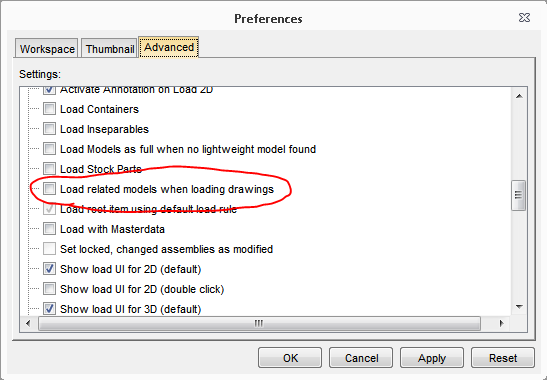 Preferences
Workspace Thumbnail Advanced
Settings:
Activate Annotation on Load 2D
Load Containers
Load Inseparables
Load Models as full when no lightweight model found
Load Stock Parts
Load related models when loading drawings
Load root item using default load rule
Load with Masterdata
Set locked, changed assemblies as modified
Show load UI for 2D (default)
Show load UI for 2D (double click)
Show load UI for 3D (default)
OK Cancel Apply Reset